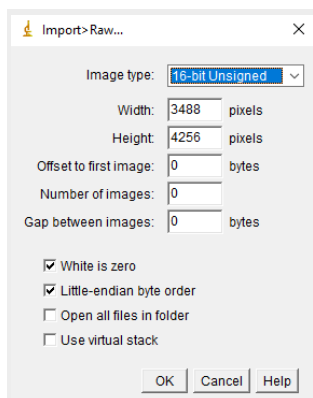 Import>Raw...
Image type: 16-bit Unsigned
Width: 3488 pixels
Height: 4256 pixels
Offset to first image: 0 bytes
Number of images: 0
Gap between images: 0 bytes
White is zero
Little-endian byte order
Open all files in folder
Use virtual stack
OK Cancel Help